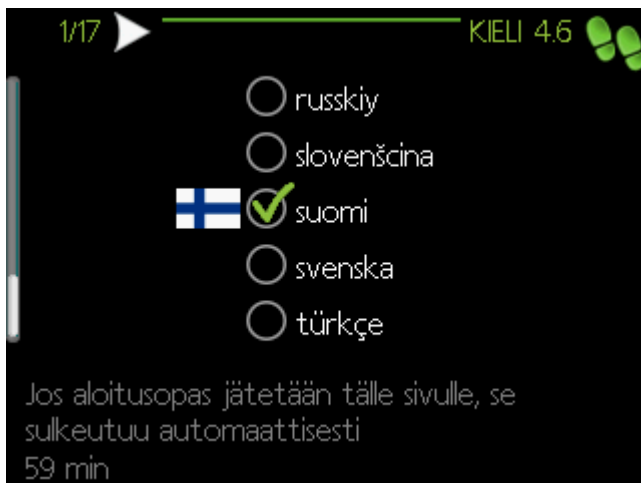 1/17 KIELI 4.6
russkiy
slovenšcina
suomi
svenska
türkçe
Jos aloitusopas jätetään tälle sivulle, se
sulkeutuu automaattisesti
59 min